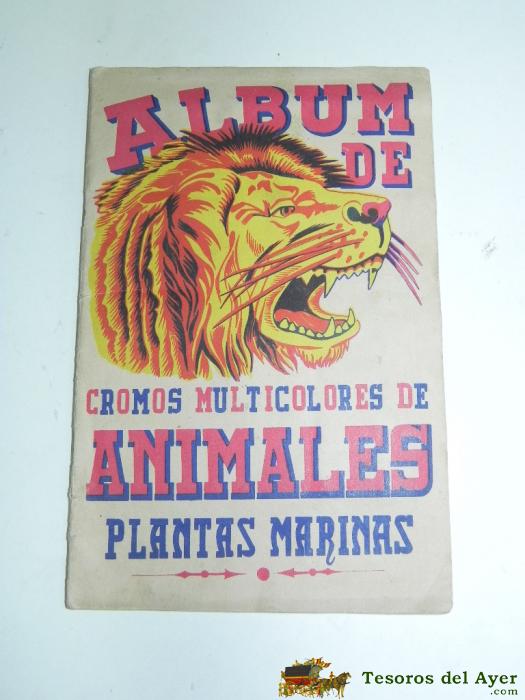 ALBUM
DE
CROMOS MULTICOLORES DE
ANIMALES
PLANTAS MARINAS
Tesoros del Ayer
.com